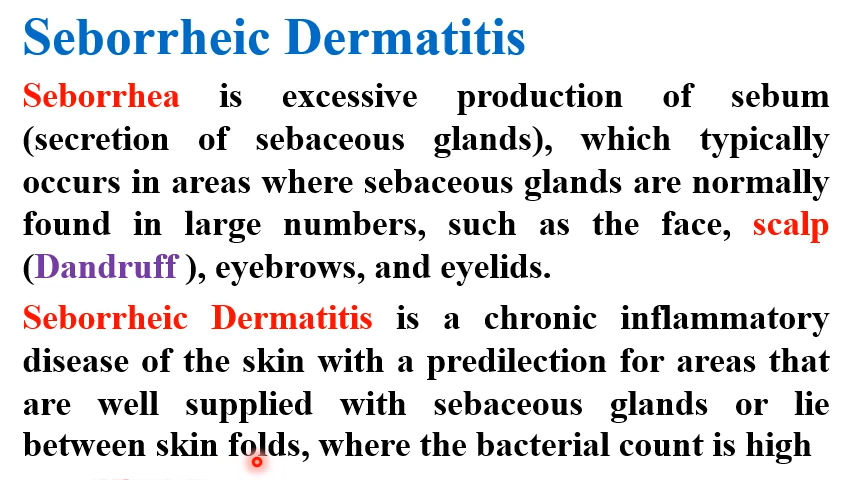 Seborrheic Dermatitis
Seborrhea is excessive production of sebum
(secretion of sebaceous glands), which typically
occurs in areas where sebaceous glands are normally
found in large numbers, such as the face, scalp
(Dandruff ), eyebrows, and eyelids.
Seborrheic Dermatitis is a chronic inflammatory
disease of the skin with a predilection for areas that
are well supplied with sebaceous glands or lie
between skin folds, where the bacterial count is high